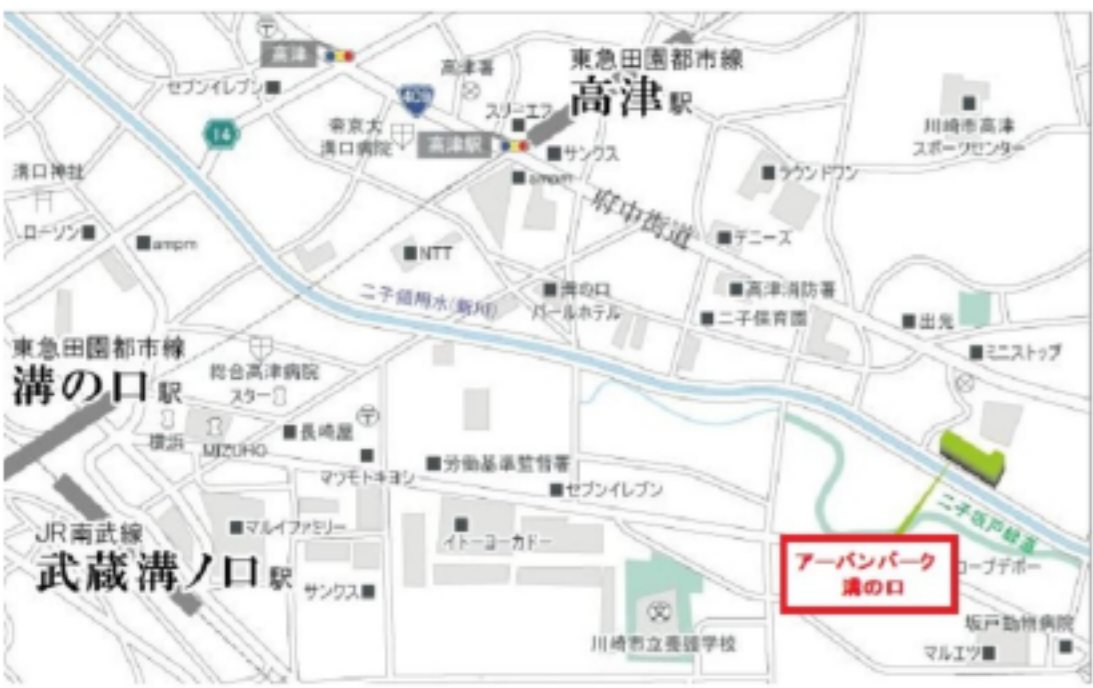 高津
セブンイレブン
高津署
東急田園都市線
高津駅
409
スリーエフ
14
帝京大
溝口病院
高津駅
サンクス
ampm
川崎市高津
スポーツセンター
ラウンドワン
溝口神社
ローソン
ampm
府中街道
デニーズ
NTT
二子領用水(新川)
溝の口
パールホテル
高津消防署
二子保育園
出光
ミニストップ
東急田園都市線
溝の口駅
総合高津病院
スター
横浜
MIZUHO
長崎屋
マツモトキヨシ
労働基準監督署
セブンイレブン
JR南武線
武蔵溝ノ口駅
マルイファミリー
イトーヨーカドー
サンクス
二子坂戸緑道
アーバンパーク
溝の口
コープデポー
川崎市立養護学校
坂戸動物病院
マルエツ